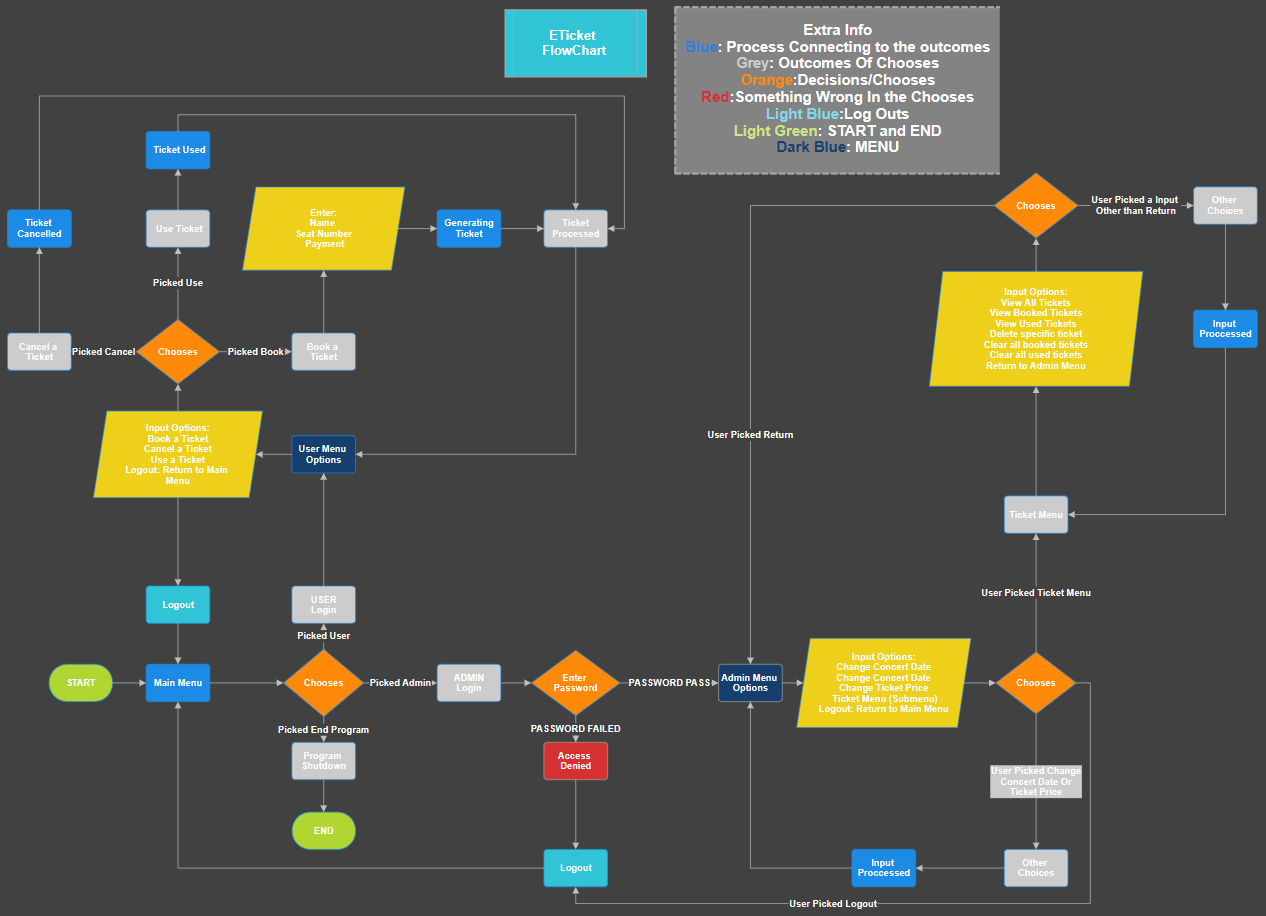 ETicket
FlowChart
Extra Info
Blue: Process Connecting to the outcomes
Grey: Outcomes Of Chooses
Orange:Decisions/Chooses
Red:Something Wrong In the Chooses
Light Blue:Log Outs
Light Green: START and END
Dark Blue: MENU
Ticket Used
Ticket
Cancelled
Use Ticket
Enter:
Name
Seat Number
Payment
Generating
Ticket
Ticket
Processed
Picked Use
Cancel a
Ticket
Picked Cancel
Chooses
Picked Book
Book a
Ticket
Input Options:
Book a Ticket
Cancel a Ticket
Use a Ticket
Logout: Return to Main
Menu
User Menu
Options
Logout
USER
Login
Picked User
START
Main Menu
Chooses
Picked Admin
ADMIN
Login
Enter
Password
PASSWORD PASS
Picked End Program
PASSWORD FAILED
Program
Shutdown
Access
Denied
END
Logout
Chooses
User Picked a Input
Other than Return
Other
Choices
Input Options:
View All Tickets
View Booked Tickets
View Used Tickets
Delete specific ticket
Clear all booked tickets
Clear all used tickets
Return to Admin Menu
Input
Proccessed
User Picked Return
Ticket Menu
User Picked Ticket Menu
Admin Menu
Options
Input Options:
Change Concert Date
Change Concert Date
Change Ticket Price
Ticket Menu (Submenu)
Logout: Return to Main Menu
Chooses
User Picked Change
Concert Date Or
Ticket Price
Input
Proccessed
Other
Choices
User Picked Logout